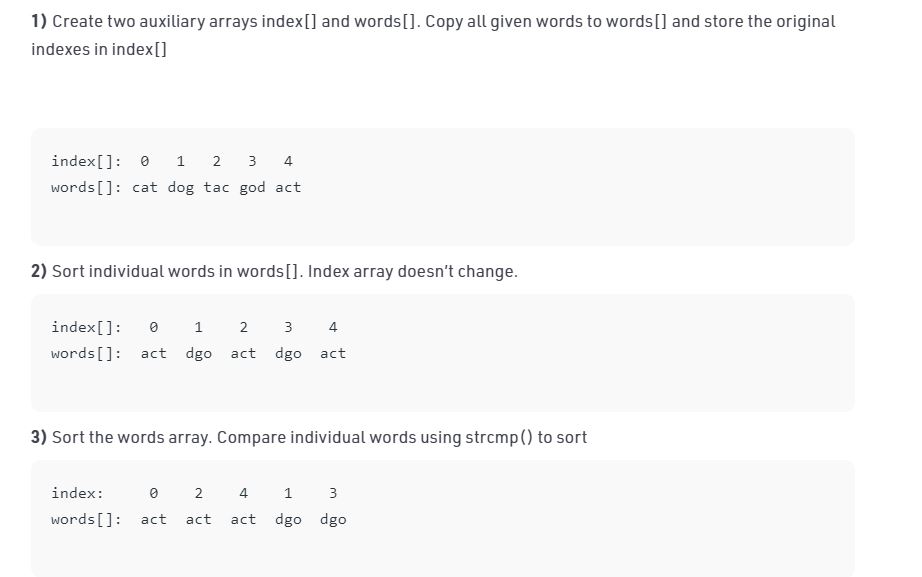 1) Create two auxiliary arrays index[] and words[]. Copy all given words to words[] and store the original
indexes in index[]
index[]: 0 1 2 3 4
words[]: cat dog tac god act
2) Sort individual words in words[]. Index array doesn't change.
index[]: 0 1 2 3 4
words[]: act dgo act dgo act
3) Sort the words array. Compare individual words using strcmp() to sort
index: 0 2 4 1 3
words[]: act act act dgo dgo